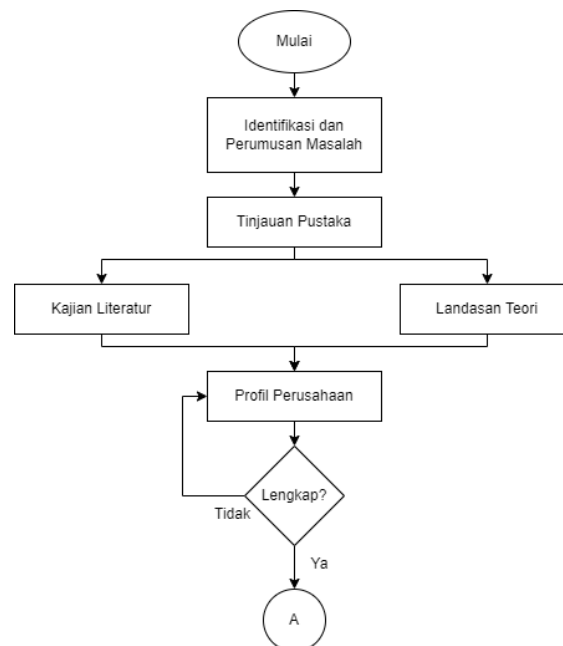 Mulai
Identifikasi dan
Perumusan Masalah
Tinjauan Pustaka
Kajian Literatur
Landasan Teori
Profil Perusahaan
Lengkap?
Tidak
Ya
A